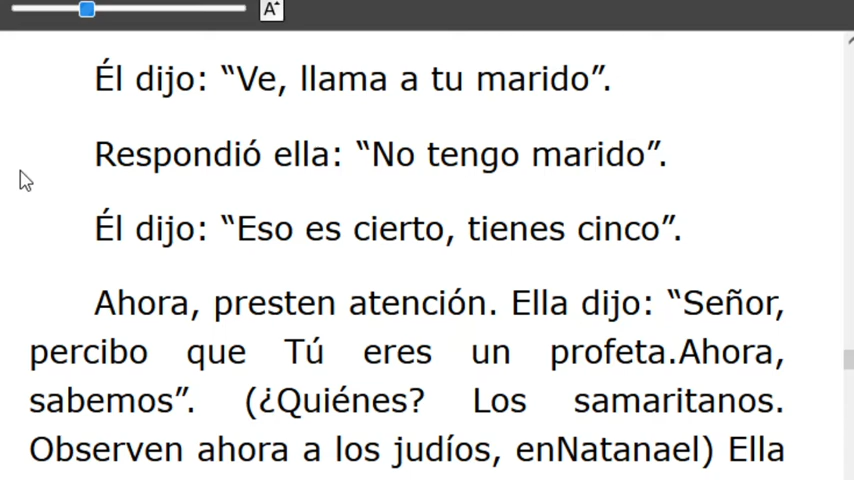 A
Él dijo: “Ve, llama a tu marido”.
Respondió ella: “No tengo marido”.
Él dijo: “Eso es cierto, tienes cinco”.
Ahora, presten atención. Ella dijo: “Señor,
percibo que Tú eres un profeta.Ahora,
sabemos”. (¿Quiénes? Los samaritanos.
Observen ahora a los judíos, enNatanael) Ella